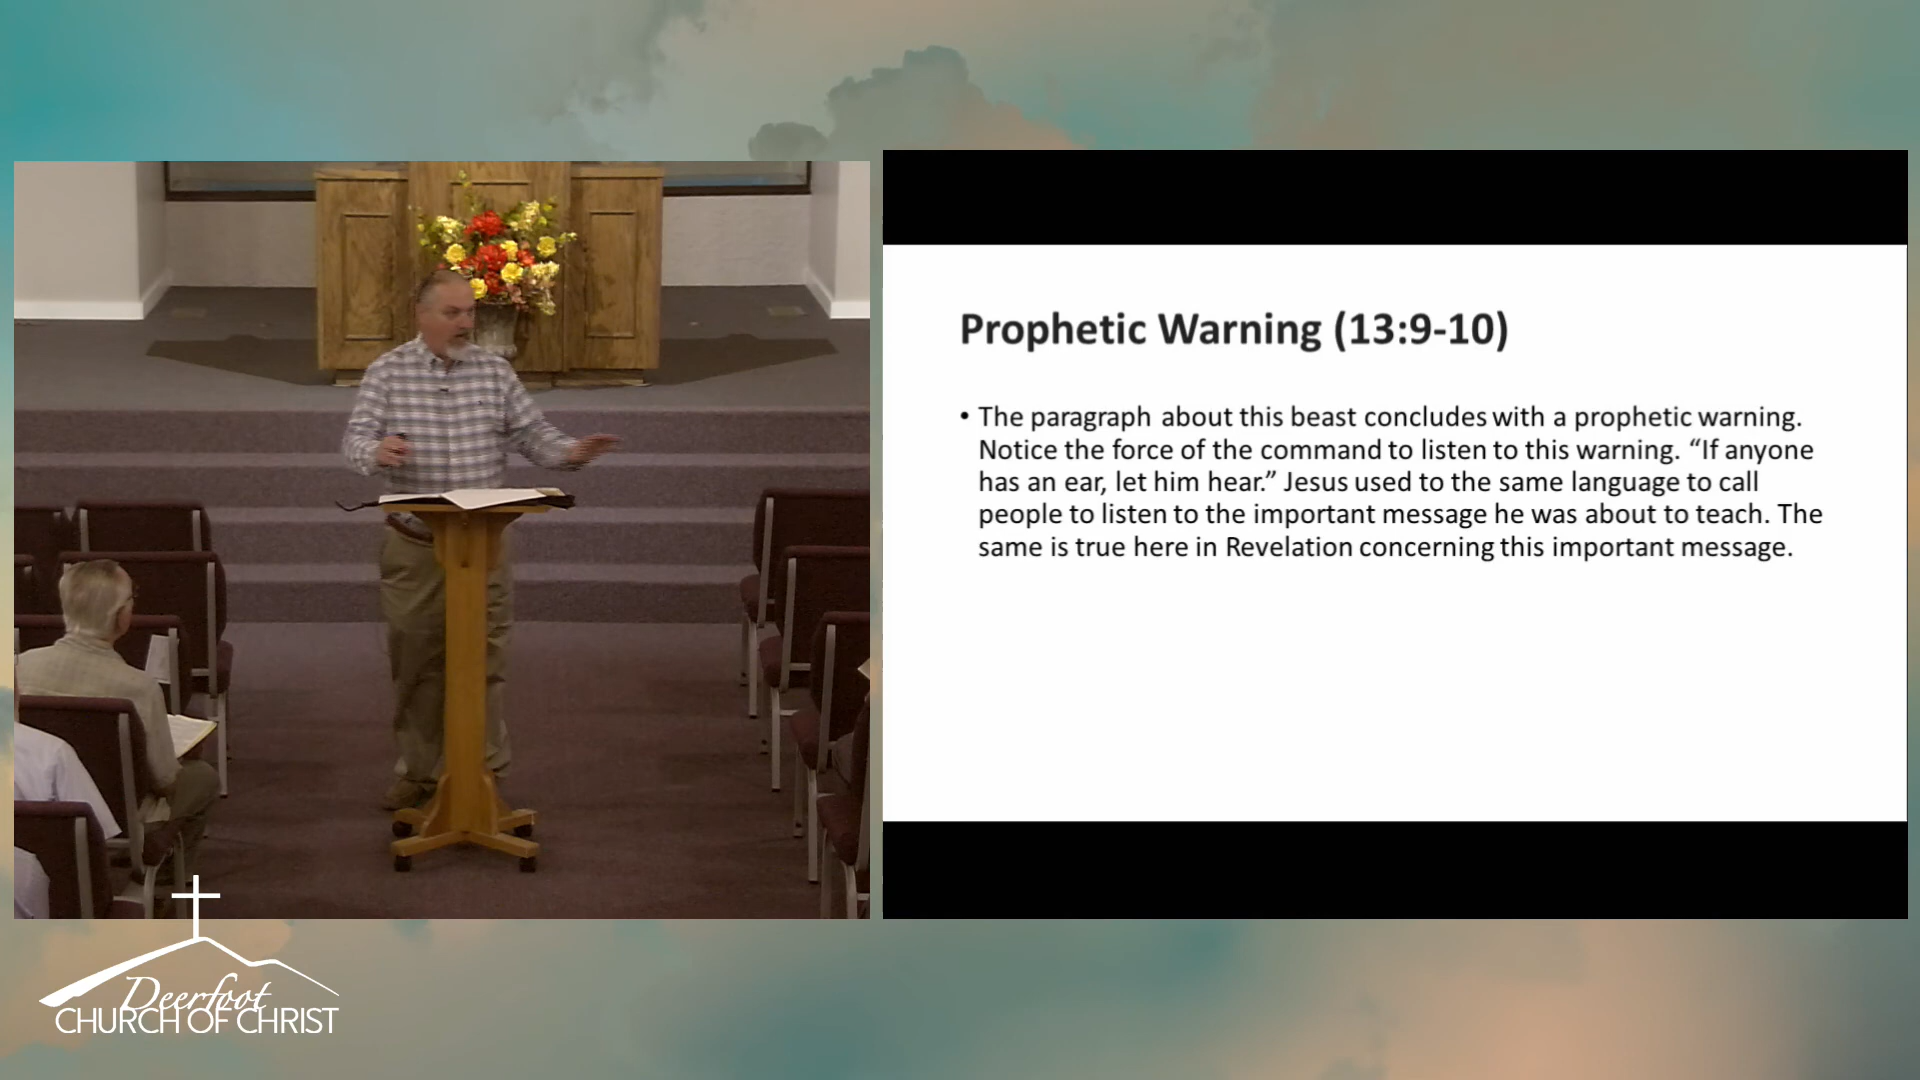 Prophetic Warning (13:9-10)
• The paragraph about this beast concludes with a prophetic warning.
Notice the force of the command to listen to this warning. “If anyone
has an ear, let him hear.” Jesus used to the same language to call
people to listen to the important message he was about to teach. The
same is true here in Revelation concerning this important message.
Deerfoot
CHURCH OF CHRIST